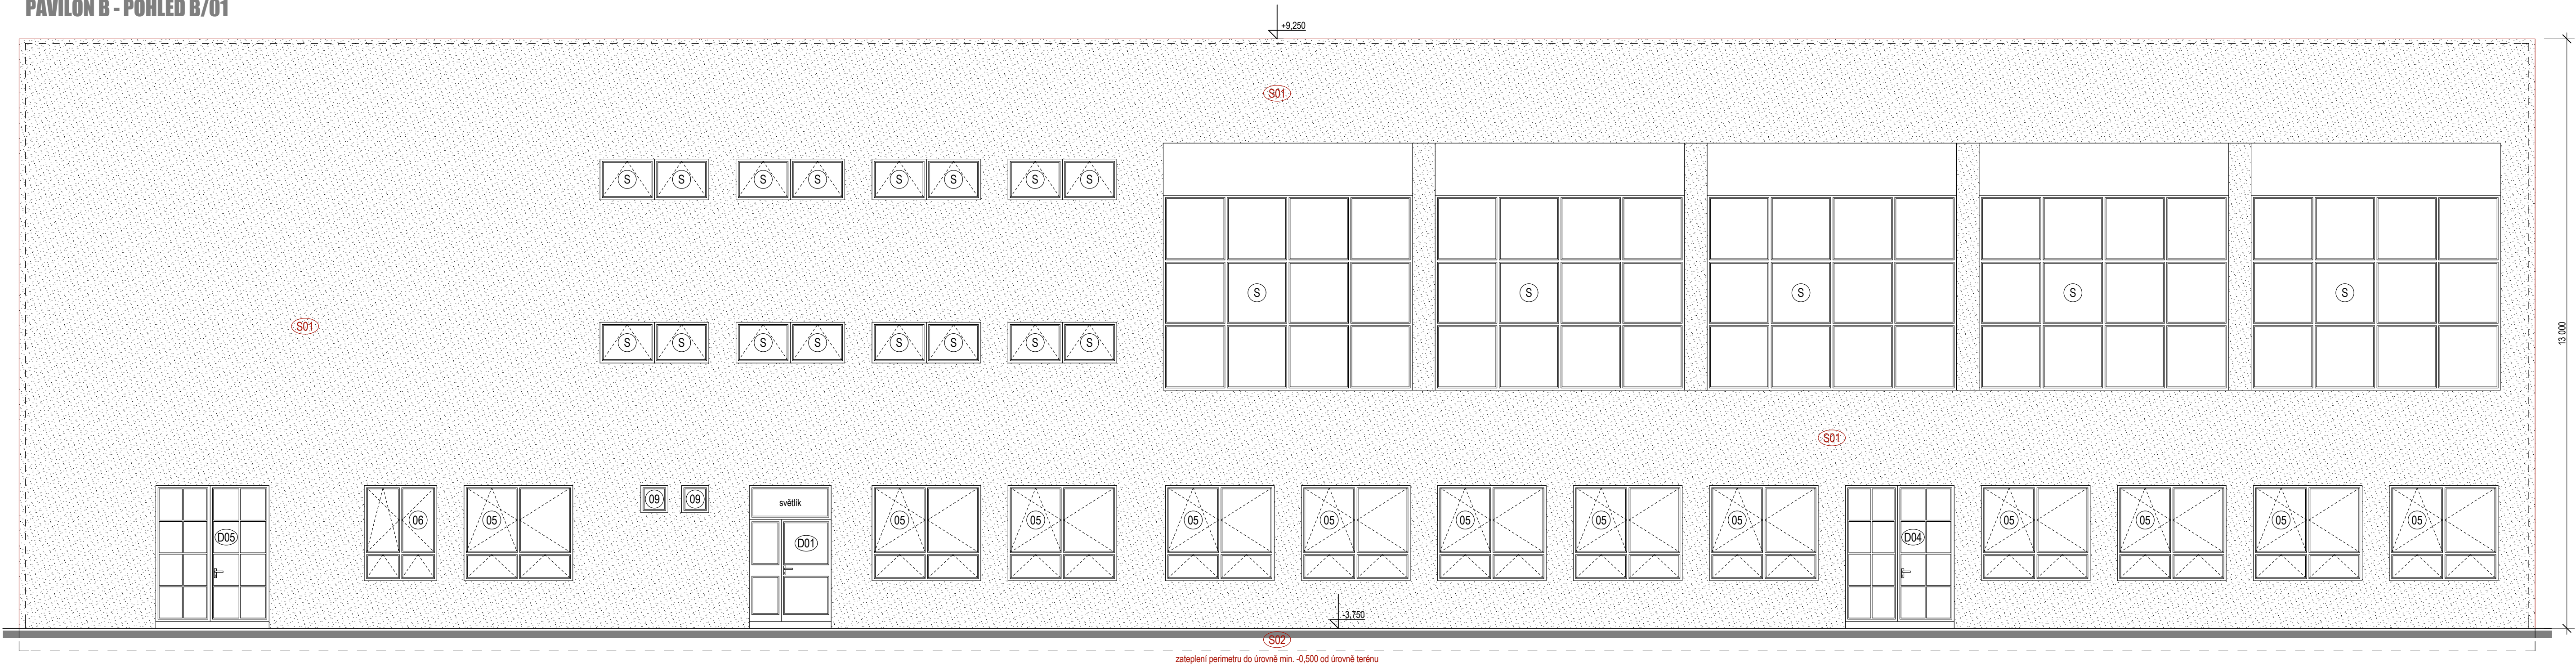 PAVILON B - POHLED B/01
+9,250
S01
S S S S S S S S
S S S S S
13 000
S01
S S S S S S S S
S01
09 09 světlík
06 05 05 05 05 05 05 05 05 05 05 05 05
D05 D01 D04
-3,750
S02
zateplení perimetru do úrovně min. -0,500 od úrovně terénu